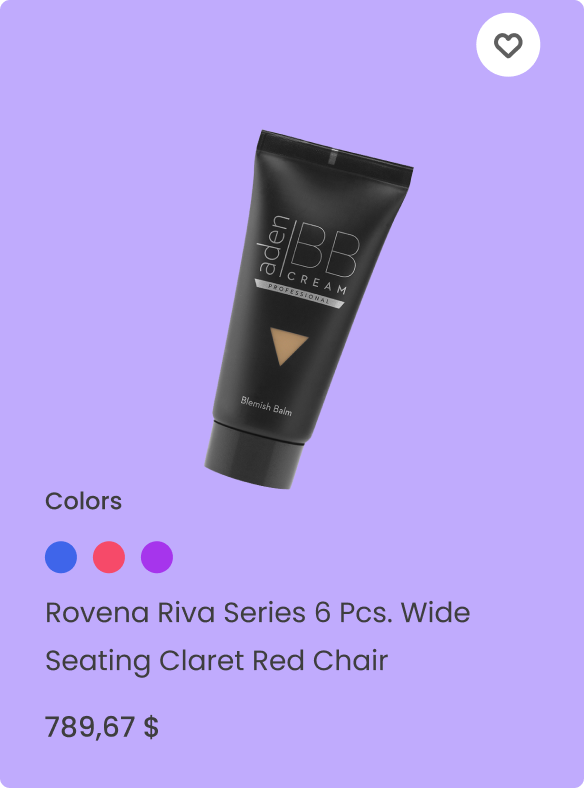 aden
BB
CREAM
PROFESSIONAL
Blemish Balm
Colors
Rovena Riva Series 6 Pcs. Wide
Seating Claret Red Chair
789,67 $